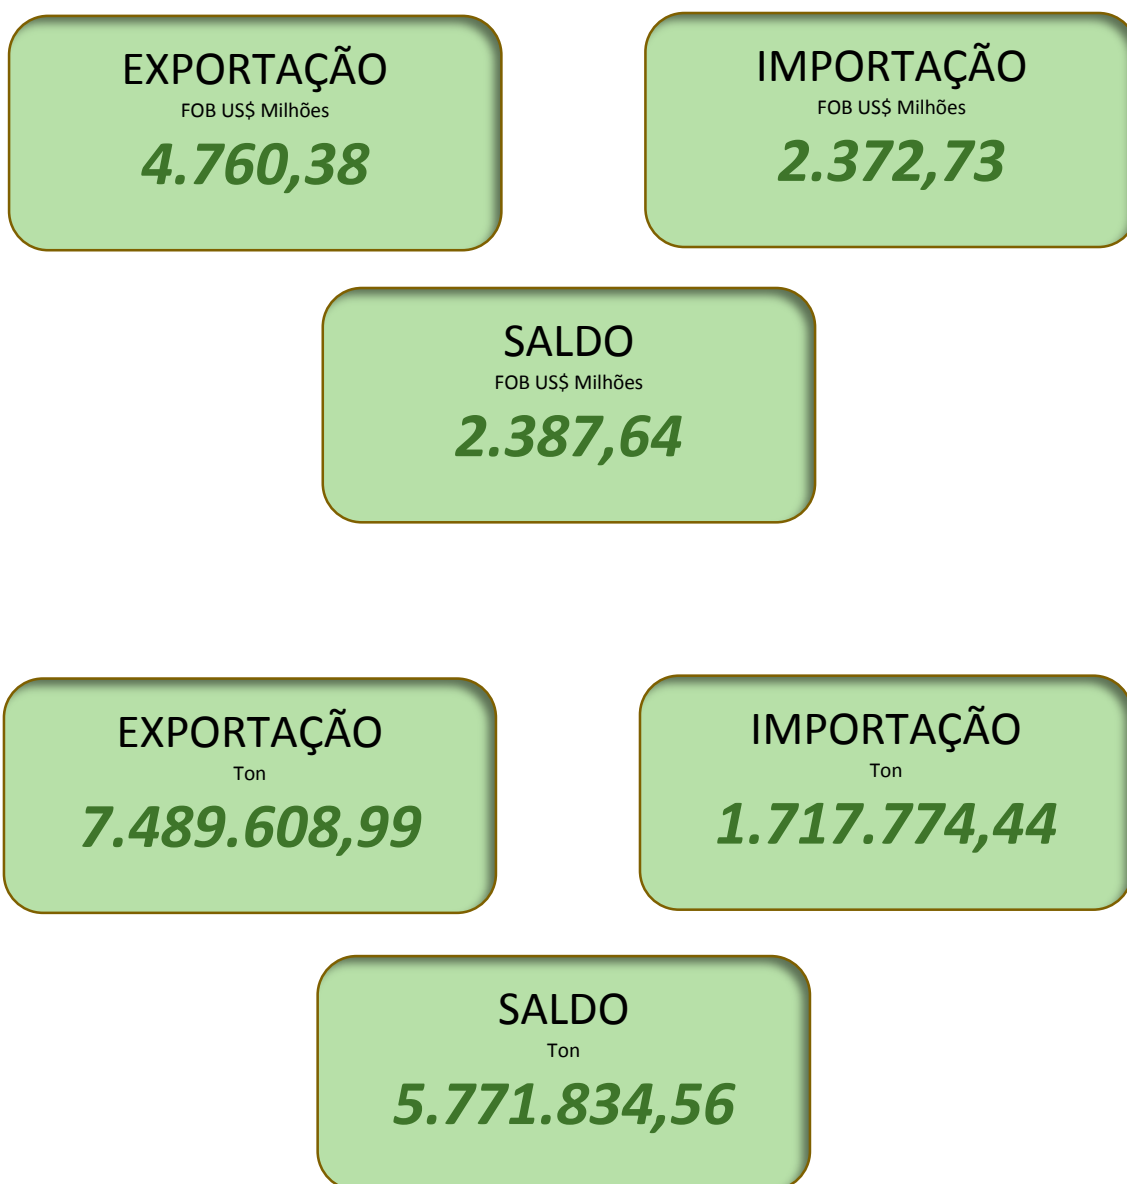 EXPORTAÇÃO
FOB US$ Milhões
4.760,38
IMPORTAÇÃO
FOB US$ Milhões
2.372,73
SALDO
FOB US$ Milhões
2.387,64
EXPORTAÇÃO
Ton
7.489.608,99
IMPORTAÇÃO
Ton
1.717.774,44
SALDO
Ton
5.771.834,56